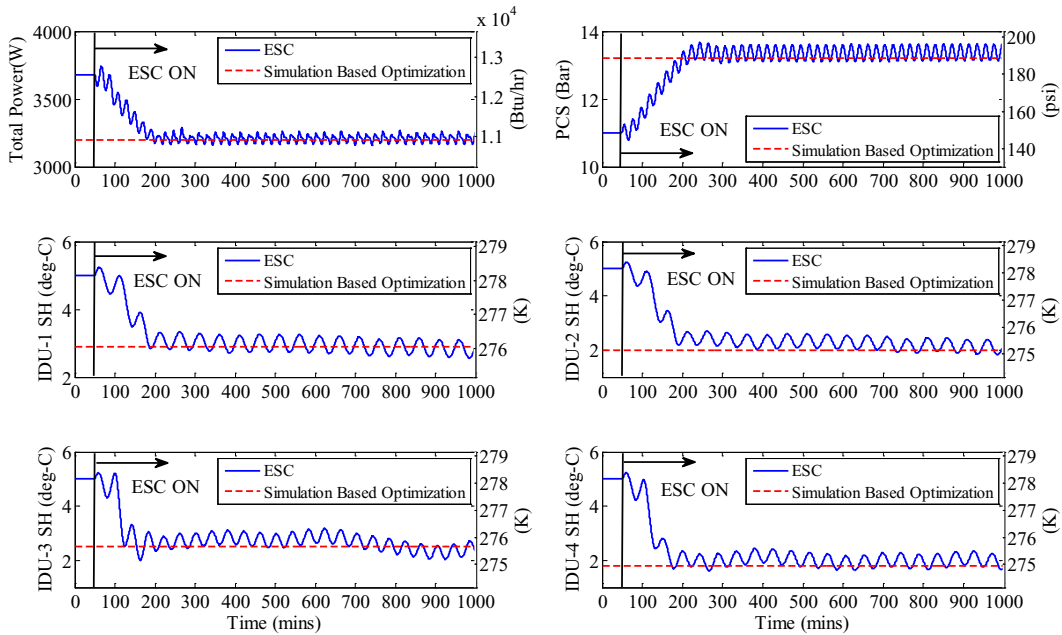 x 10^4
4000
3500
3000
Total Power(W)
ESC ON
ESC
Simulation Based Optimization
13.5
12.4
11.3
(Btu/hr)
0 100 200 300 400 500 600 700 800 900 1000
14
12
10
PCS (Bar)
ESC ON
ESC
Simulation Based Optimization
200
180
160
140
(psi)
0 100 200 300 400 500 600 700 800 900 1000
6
4
2
IDU-1 SH (deg-C)
ESC ON
ESC
Simulation Based Optimization
279
278
277
276
(K)
0 100 200 300 400 500 600 700 800 900 1000
6
4
2
IDU-2 SH (deg-C)
ESC ON
ESC
Simulation Based Optimization
279
278
277
276
275
(K)
0 100 200 300 400 500 600 700 800 900 1000
6
4
2
IDU-3 SH (deg-C)
ESC ON
ESC
Simulation Based Optimization
279
278
276
275
(K)
0 100 200 300 400 500 600 700 800 900 1000
Time (mins)
6
4
2
IDU-4 SH (deg-C)
ESC ON
ESC
Simulation Based Optimization
279
278
276
275
(K)
0 100 200 300 400 500 600 700 800 900 1000
Time (mins)